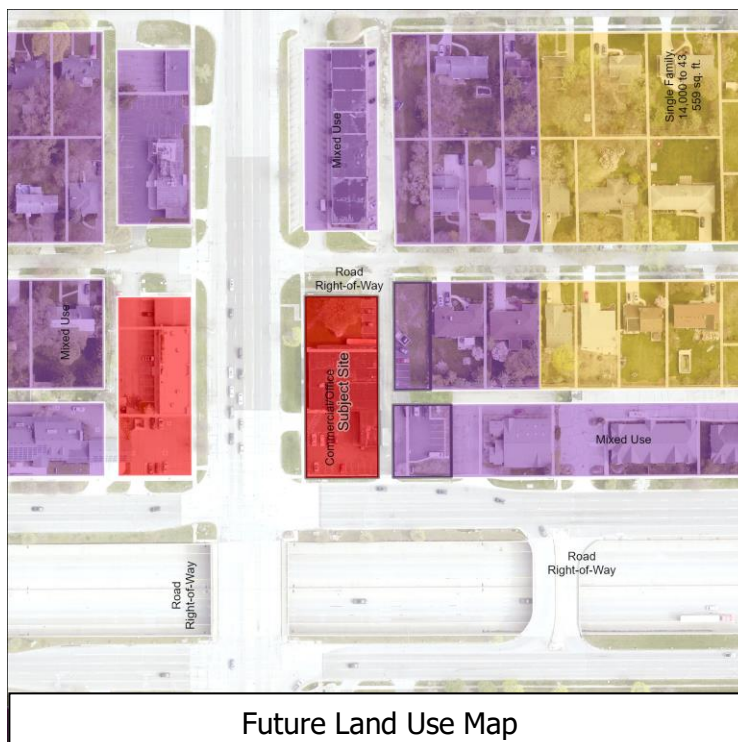 Single Family,
14,000 to 43,
559 sq. ft.
Mixed Use
Road
Right-of-Way
Mixed Use
Commercial/Office
Subject Site
Mixed Use
Road
Right-of-Way
Road
Right-of-Way
Future Land Use Map